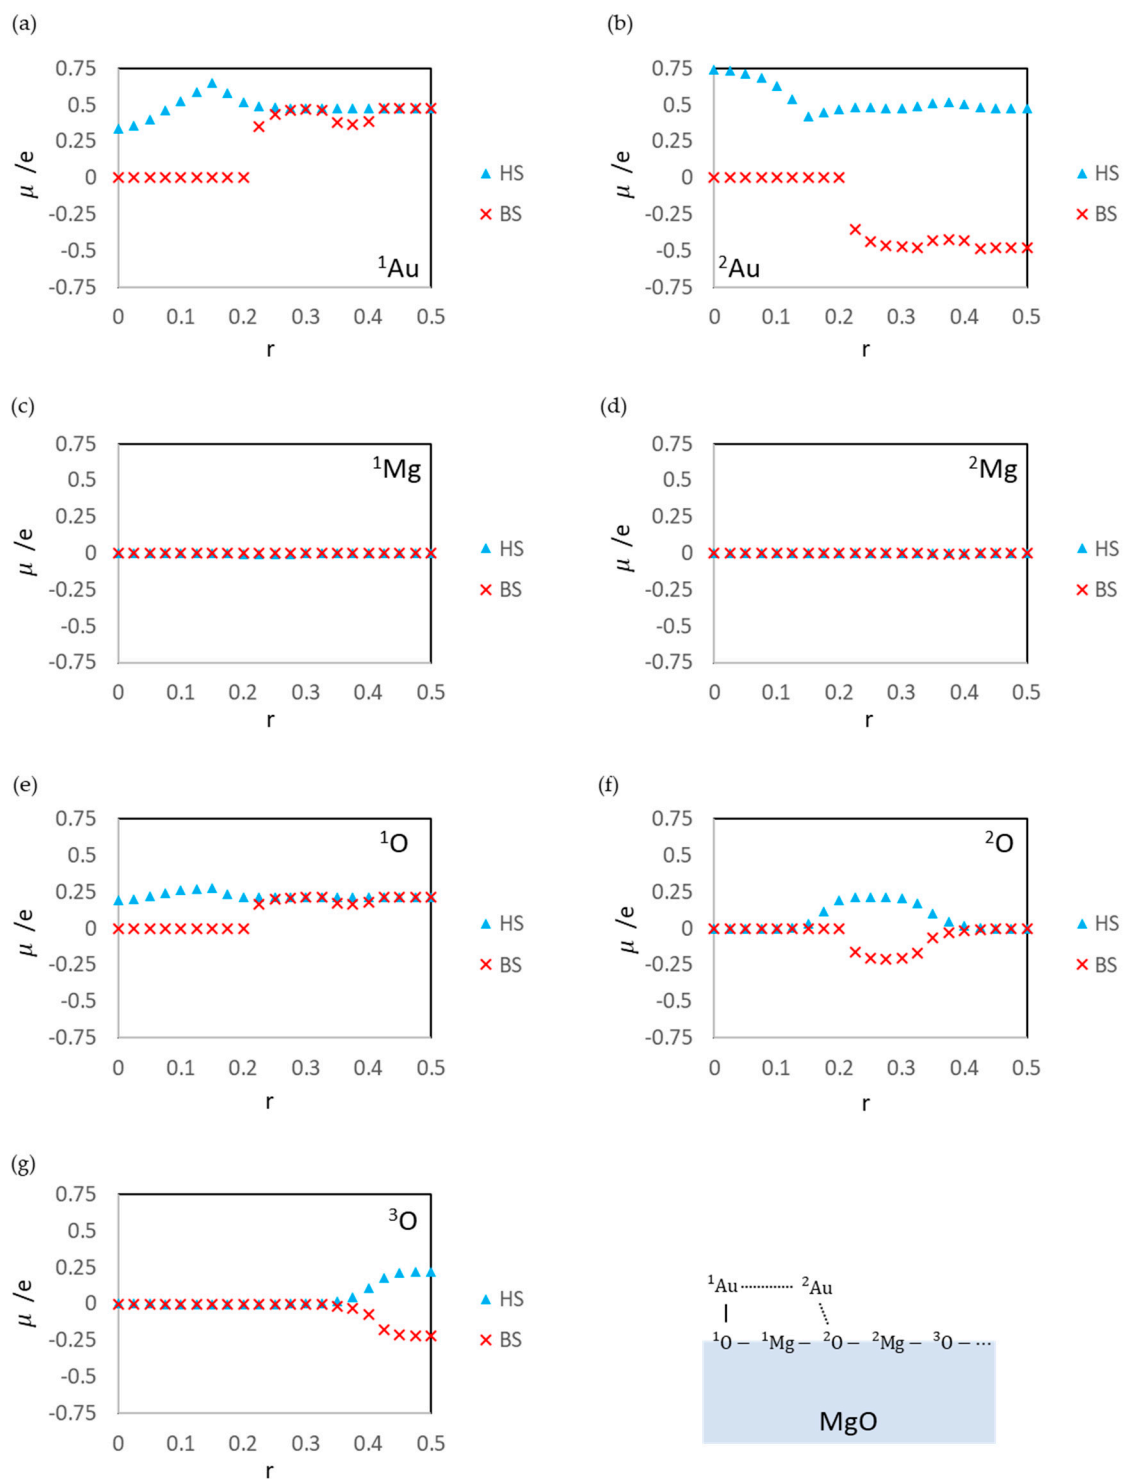 (a)
0.75
0.5
0.25
0
-0.25
-0.5
-0.75
μ /e
0 0.1 0.2 0.3 0.4 0.5
r
HS
BS
¹Au
(b)
0.75
0.5
0.25
0
-0.25
-0.5
-0.75
μ /e
0 0.1 0.2 0.3 0.4 0.5
r
HS
BS
²Au
(c)
0.75
0.5
0.25
0
-0.25
-0.5
-0.75
μ /e
0 0.1 0.2 0.3 0.4 0.5
r
HS
BS
¹Mg
(d)
0.75
0.5
0.25
0
-0.25
-0.5
-0.75
μ /e
0 0.1 0.2 0.3 0.4 0.5
r
HS
BS
²Mg
(e)
0.75
0.5
0.25
0
-0.25
-0.5
-0.75
μ /e
0 0.1 0.2 0.3 0.4 0.5
r
HS
BS
¹O
(f)
0.75
0.5
0.25
0
-0.25
-0.5
-0.75
μ /e
0 0.1 0.2 0.3 0.4 0.5
r
HS
BS
²O
(g)
0.75
0.5
0.25
0
-0.25
-0.5
-0.75
μ /e
0 0.1 0.2 0.3 0.4 0.5
r
HS
BS
³O
¹Au ²Au
¹O – ¹Mg – ²O – ²Mg – ³O – ···
MgO